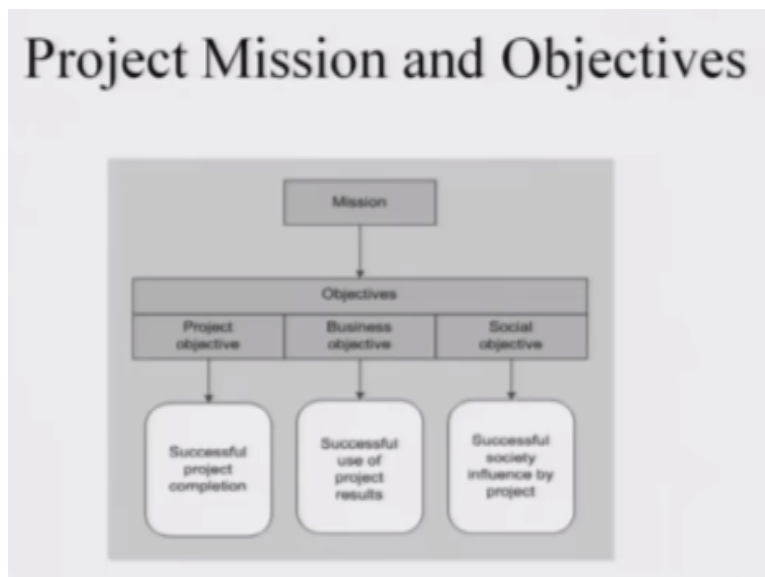 Project Mission and Objectives
Mission
Objectives
Project
objective
Business
objective
Social
objective
Successful
project
completion
Successful
use of
project
results
Successful
society
influence by
project